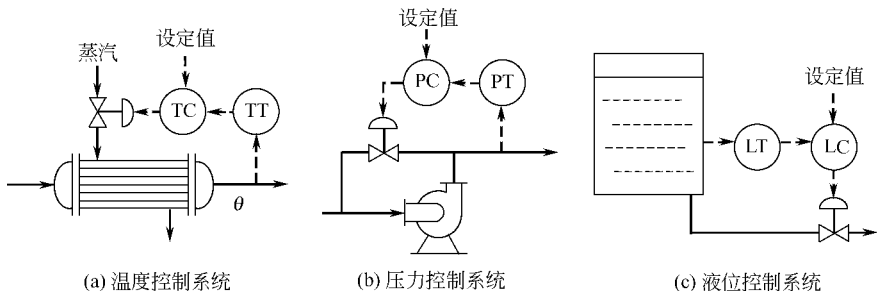 设定值
蒸汽
TC
TT
θ
(a) 温度控制系统
设定值
PC
PT
(b) 压力控制系统
设定值
LT
LC
(c) 液位控制系统